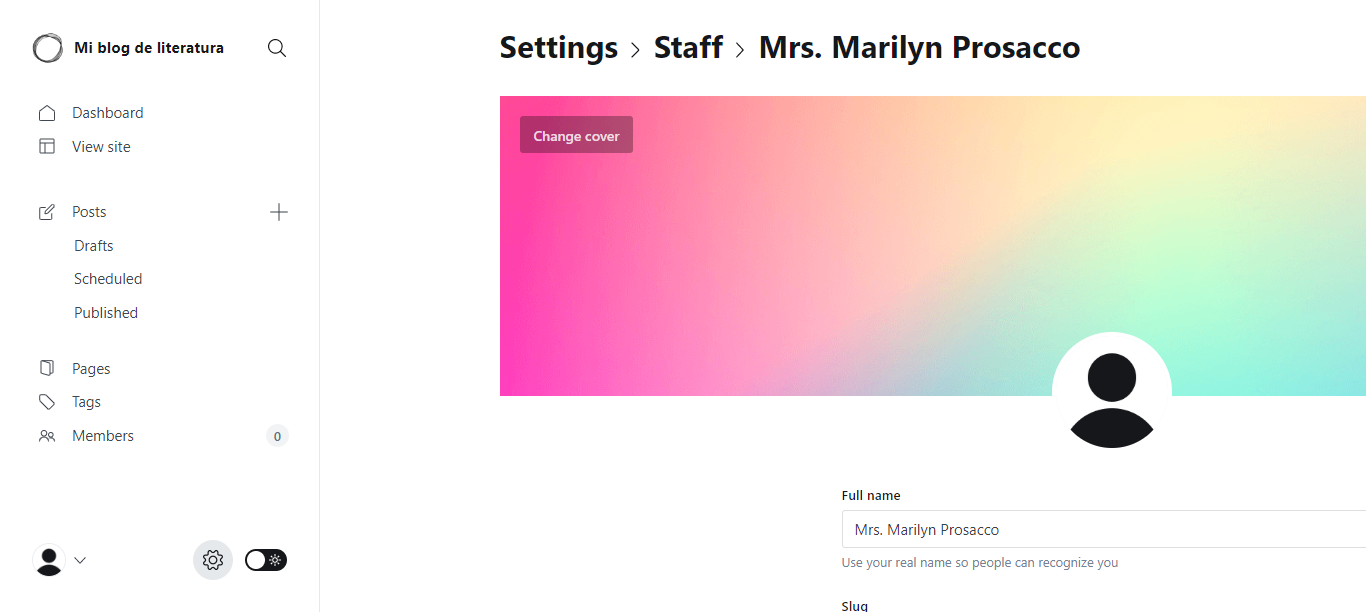 Mi blog de literatura
Dashboard
View site
Posts
Drafts
Scheduled
Published
Pages
Tags
Members 0
Settings > Staff > Mrs. Marilyn Prosacco
Change cover
Full name
Mrs. Marilyn Prosacco
Use your real name so people can recognize you
Slug